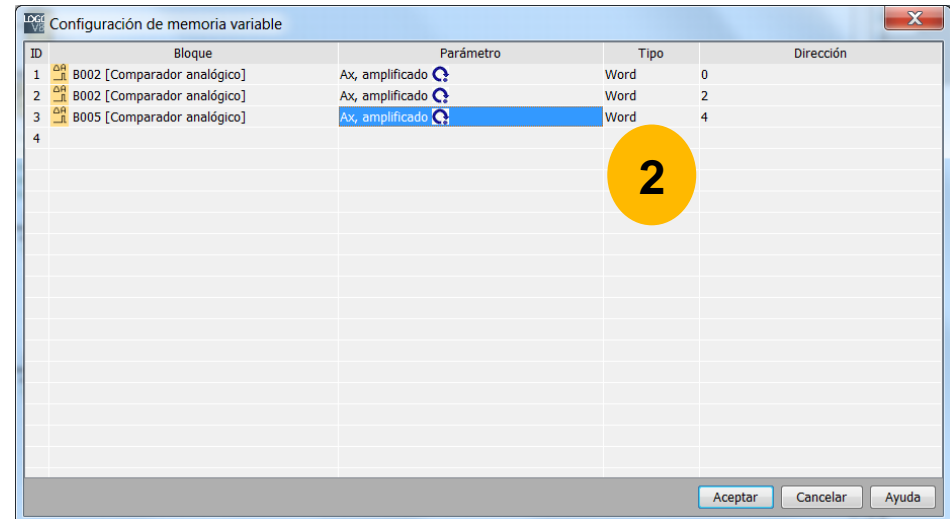 LOGO V8 Configuración de memoria variable X
ID Bloque Parámetro Tipo Dirección
1 B002 [Comparador analógico] Ax, amplificado Word 0
2 B002 [Comparador analógico] Ax, amplificado Word 2
3 B005 [Comparador analógico] Ax, amplificado Word 4
4
2
Aceptar Cancelar Ayuda